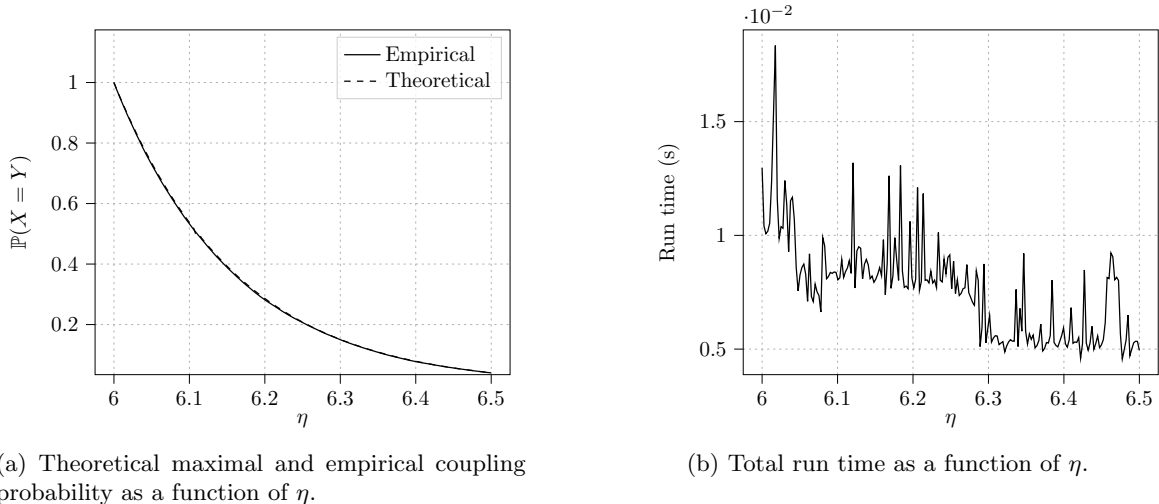 1
0.8
0.6
0.4
0.2
ℙ(X = Y)
Empirical
Theoretical
6 6.1 6.2 6.3 6.4 6.5
η
(a) Theoretical maximal and empirical coupling
probability as a function of η.
·10−2
1.5
1
0.5
Run time (s)
6 6.1 6.2 6.3 6.4 6.5
η
(b) Total run time as a function of η.